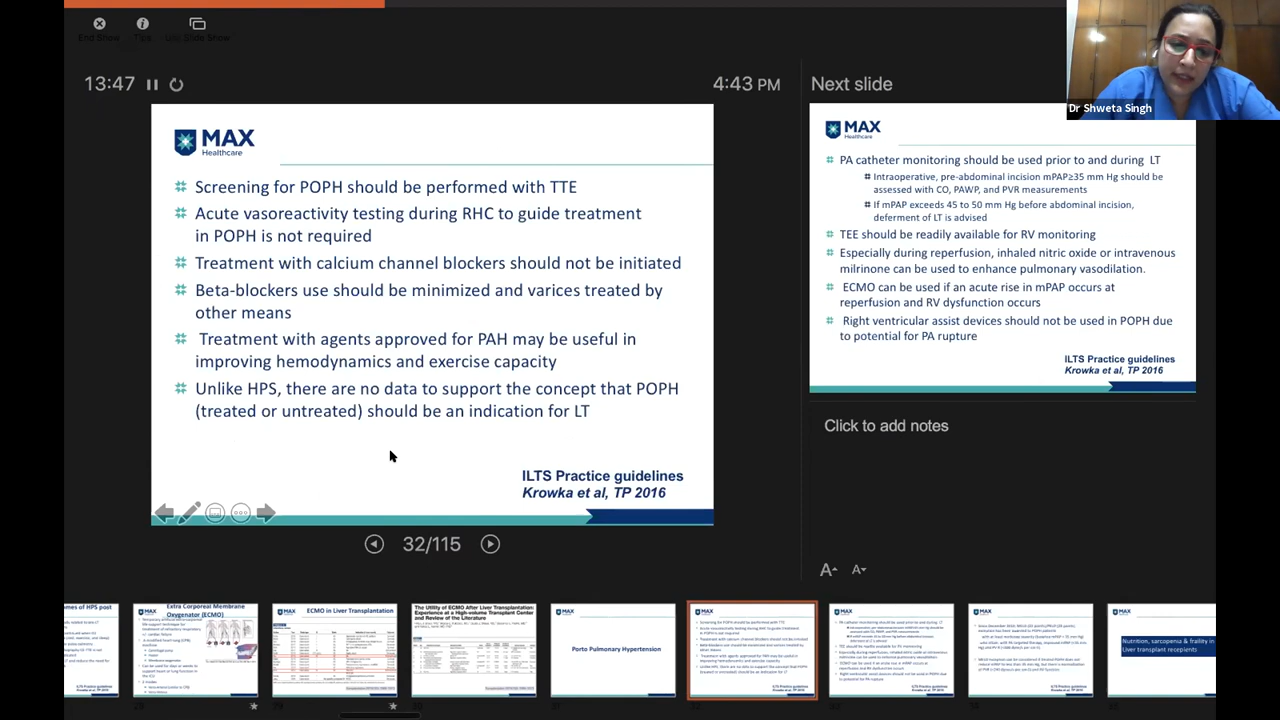 End Show
Tips
Use Slide Show
13:47
4:43 PM
Next slide
Dr Shweta Singh
MAX
Healthcare
Screening for POPH should be performed with TTE
Acute vasoreactivity testing during RHC to guide treatment
in POPH is not required
Treatment with calcium channel blockers should not be initiated
Beta-blockers use should be minimized and varices treated by
other means
Treatment with agents approved for PAH may be useful in
improving hemodynamics and exercise capacity
Unlike HPS, there are no data to support the concept that POPH
(treated or untreated) should be an indication for LT
ILTS Practice guidelines
Krowka et al, TP 2016
32/115
MAX
Healthcare
PA catheter monitoring should be used prior to and during LT
Intraoperative, pre-abdominal incision mPAP≥35 mm Hg should be
assessed with CO, PAWP, and PVR measurements
If mPAP exceeds 45 to 50 mm Hg before abdominal incision,
deferment of LT is advised
TEE should be readily available for RV monitoring
Especially during reperfusion, inhaled nitric oxide or intravenous
milrinone can be used to enhance pulmonary vasodilation.
ECMO can be used if an acute rise in mPAP occurs at
reperfusion and RV dysfunction occurs
Right ventricular assist devices should not be used in POPH due
to potential for PA rupture
ILTS Practice guidelines
Krowka et al, TP 2016
Click to add notes
A A
omes of HPS post
Extra Corporeal Membrane
Oxygenator (ECMO)
ECMO in Liver Transplantation
The Utility of ECMO After Liver Transplantation:
Experience at a High-volume Transplant Center
and Review of the Literature
Porto Pulmonary Hypertension
Nutrition, sarcopenia & frailty in
Liver transplant recepients